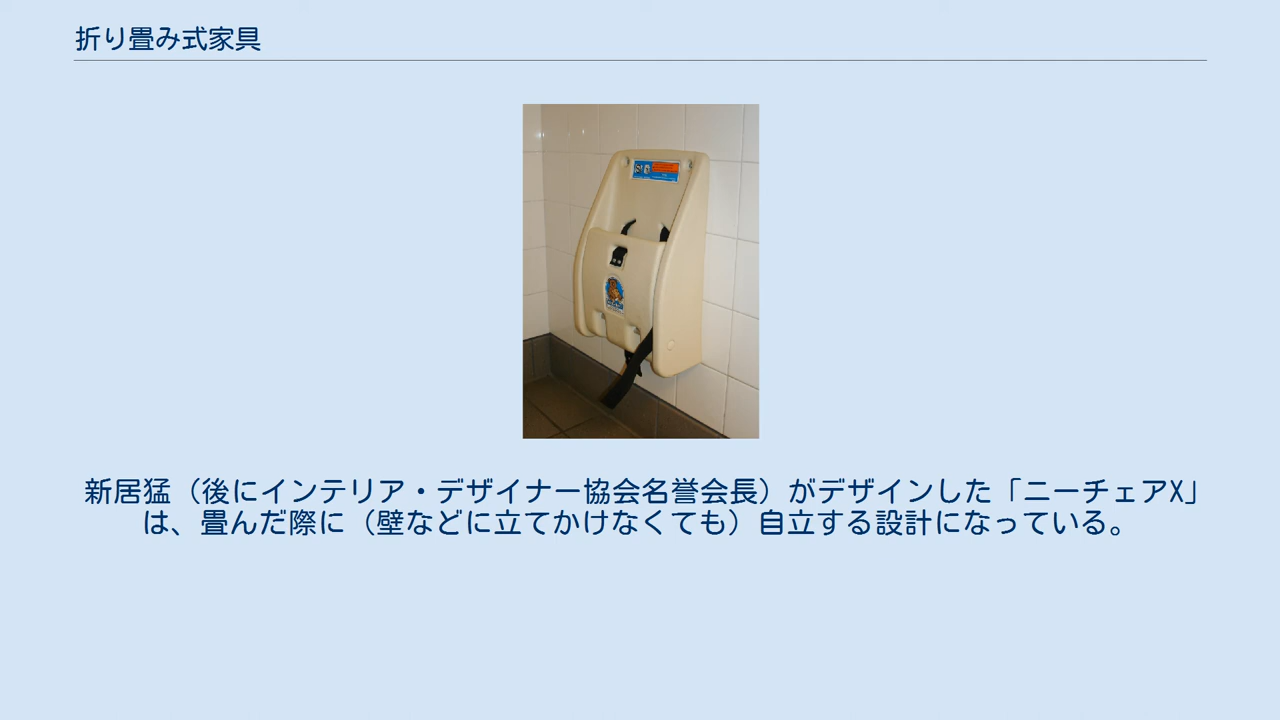 折り畳み式家具
新居猛（後にインテリア・デザイナー協会名誉会長）がデザインした「ニーチェアX」
は、畳んだ際に（壁などに立てかけなくても）自立する設計になっている。